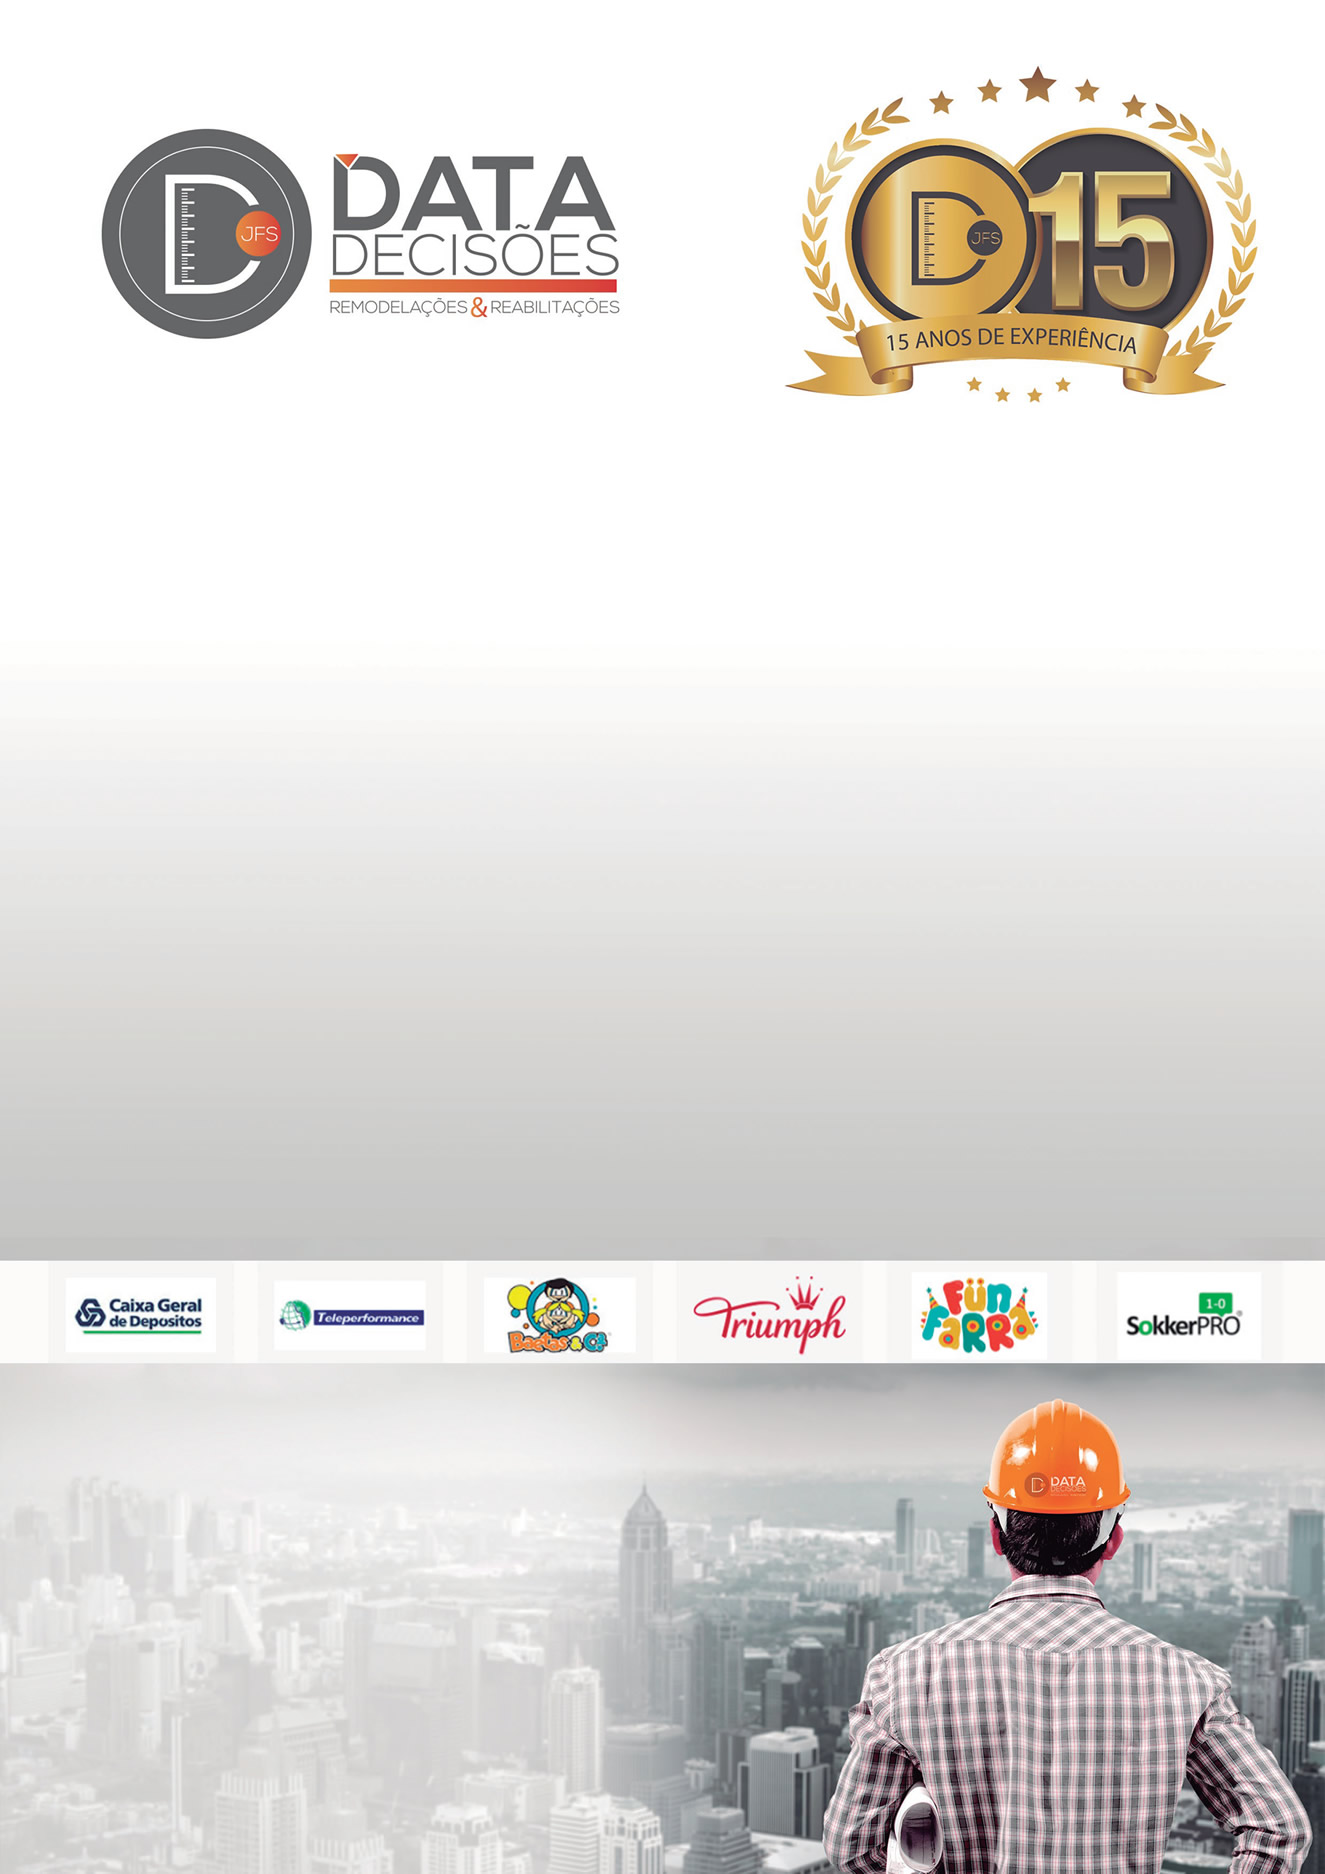 JFS
DATA
DECISÕES
REMODELAÇÕES & REABILITAÇÕES
JFS
15
15 ANOS DE EXPERIÊNCIA
Caixa Geral
de Depositos
Teleperformance
Baetas & Cª
Triumph
FÜN
FARRA
1-0
SokkerPRO®
DATA
DECISÕES